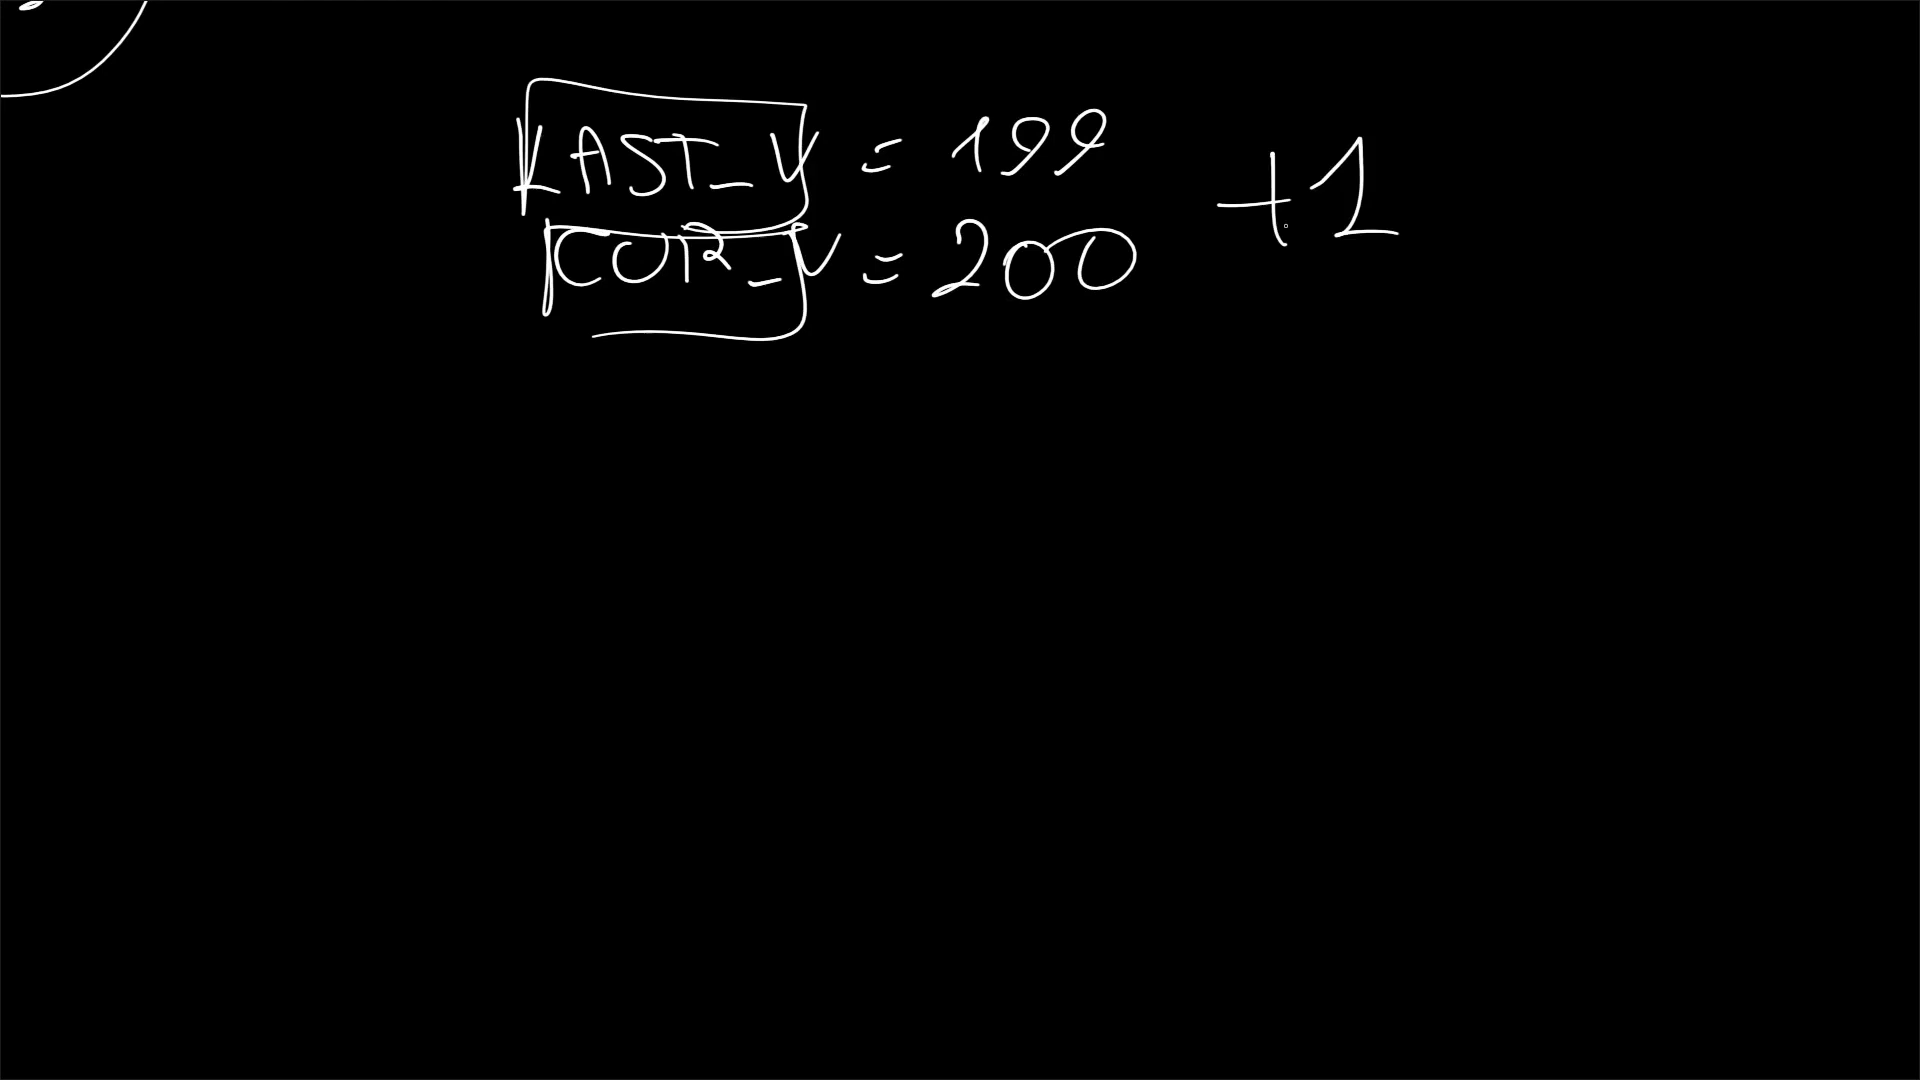 LAST_V = 199
CUR_V = 200
+1